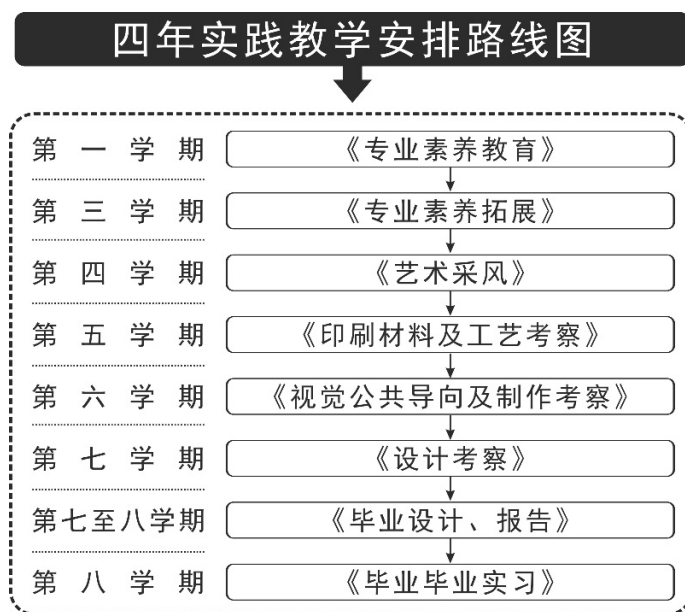 四年实践教学安排路线图
第一学期 《专业素养教育》
第三学期 《专业素养拓展》
第四学期 《艺术采风》
第五学期 《印刷材料及工艺考察》
第六学期 《视觉公共导向及制作考察》
第七学期 《设计考察》
第七至八学期 《毕业设计、报告》
第八学期 《毕业毕业实习》